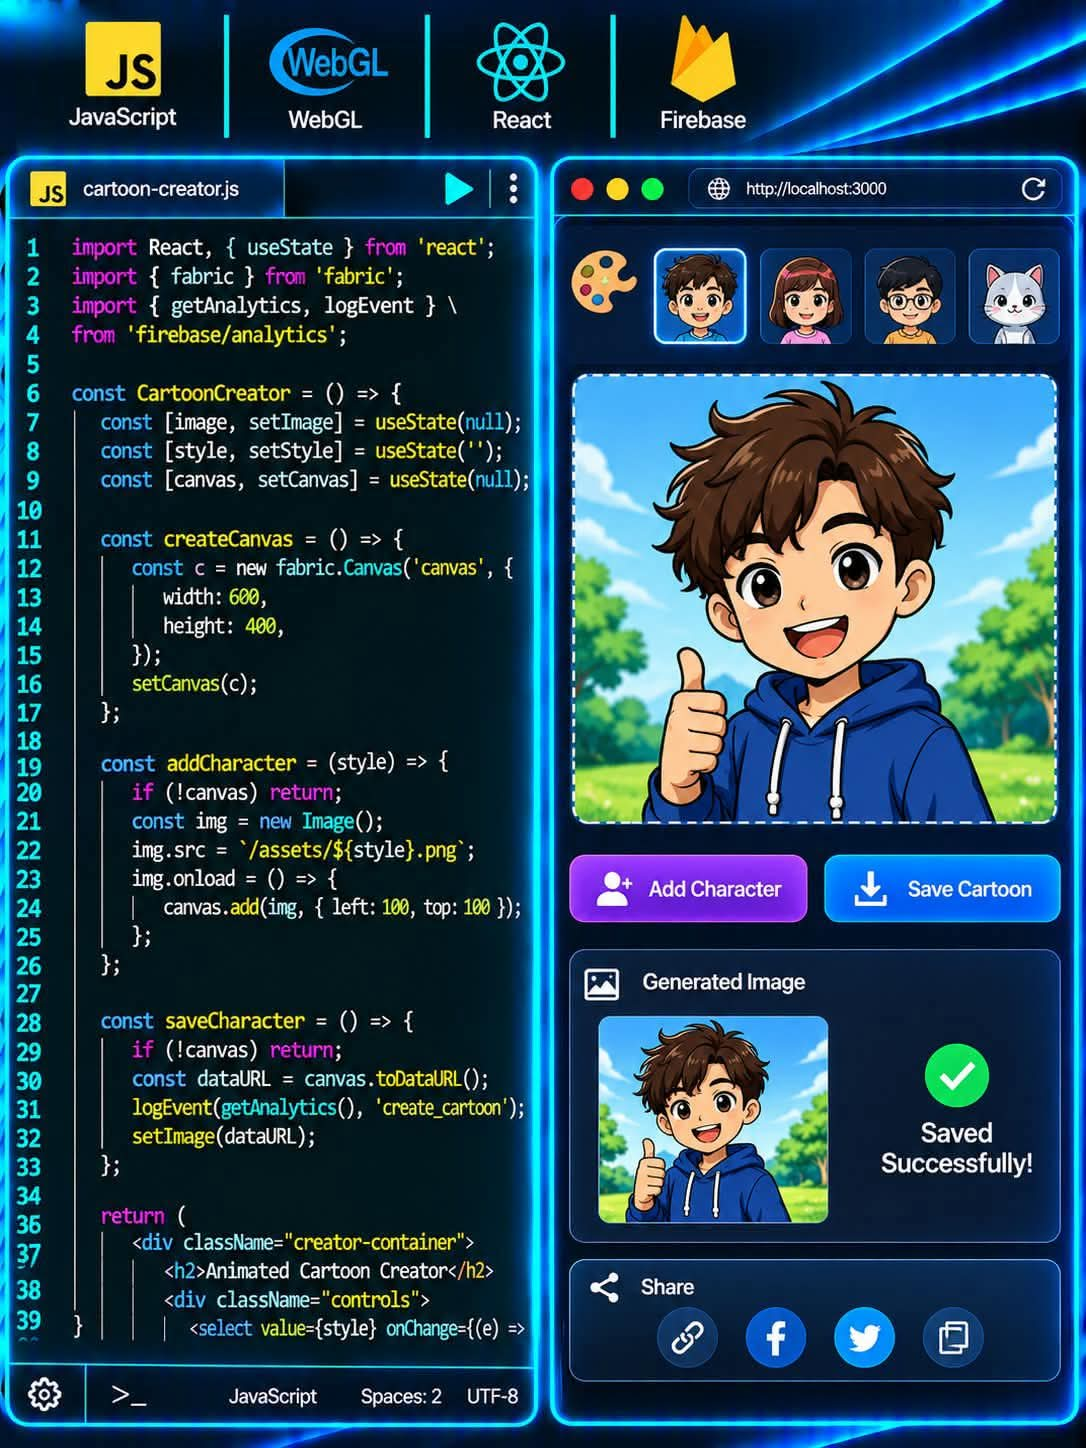 JS
JavaScript
WebGL
WebGL
React
Firebase
JS
cartoon-creator.js
1 import React, { useState } from 'react';
2 import { fabric } from 'fabric';
3 import { getAnalytics, logEvent } \
4 from 'firebase/analytics';
5
6 const CartoonCreator = () => {
7 const [image, setImage] = useState(null);
8 const [style, setStyle] = useState('');
9 const [canvas, setCanvas] = useState(null);
10
11 const createCanvas = () => {
12 const c = new fabric.Canvas('canvas', {
13 width: 600,
14 height: 400,
15 });
16 setCanvas(c);
17 };
18
19 const addCharacter = (style) => {
20 if (!canvas) return;
21 const img = new Image();
22 img.src = `/assets/${style}.png`;
23 img.onload = () => {
24 canvas.add(img, { left: 100, top: 100 });
25 };
26 };
27
28 const saveCharacter = () => {
29 if (!canvas) return;
30 const dataURL = canvas.toDataURL();
31 logEvent(getAnalytics(), 'create_cartoon');
32 setImage(dataURL);
33 };
34
36 return (
37 <div className="creator-container">
<h2>Animated Cartoon Creator</h2>
38 <div className="controls">
39 } <select value={style} onChange={(e) =>
>_ JavaScript Spaces: 2 UTF-8
http://localhost:3000
Add Character
Save Cartoon
Generated Image
Saved
Successfully!
Share
f